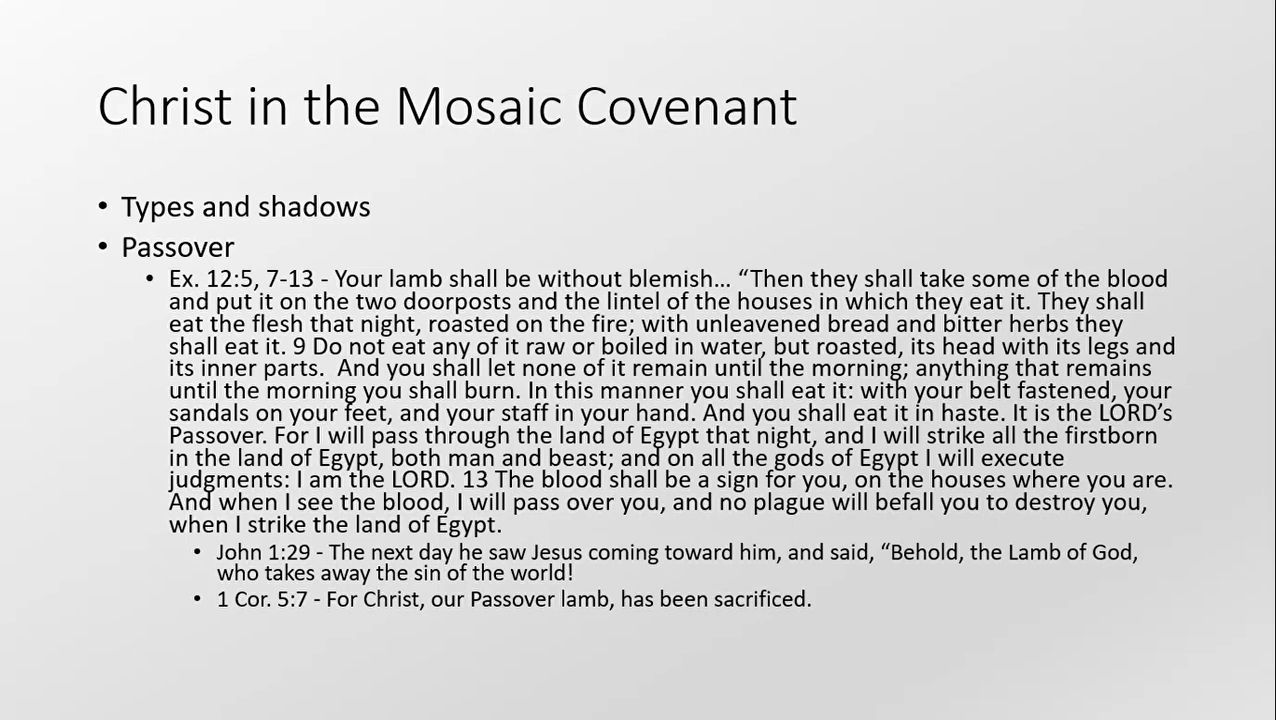 Christ in the Mosaic Covenant
• Types and shadows
• Passover
• Ex. 12:5, 7-13 - Your lamb shall be without blemish... “Then they shall take some of the blood
and put it on the two doorposts and the lintel of the houses in which they eat it. They shall
eat the flesh that night, roasted on the fire; with unleavened bread and bitter herbs they
shall eat it. 9 Do not eat any of it raw or boiled in water, but roasted, its head with its legs and
its inner parts.  And you shall let none of it remain until the morning; anything that remains
until the morning you shall burn. In this manner you shall eat it: with your belt fastened, your
sandals on your feet, and your staff in your hand. And you shall eat it in haste. It is the LORD’s
Passover. For I will pass through the land of Egypt that night, and I will strike all the firstborn
in the land of Egypt, both man and beast; and on all the gods of Egypt I will execute
judgments: I am the LORD. 13 The blood shall be a sign for you, on the houses where you are.
And when I see the blood, I will pass over you, and no plague will befall you to destroy you,
when I strike the land of Egypt.
• John 1:29 - The next day he saw Jesus coming toward him, and said, “Behold, the Lamb of God,
who takes away the sin of the world!
• 1 Cor. 5:7 - For Christ, our Passover lamb, has been sacrificed.